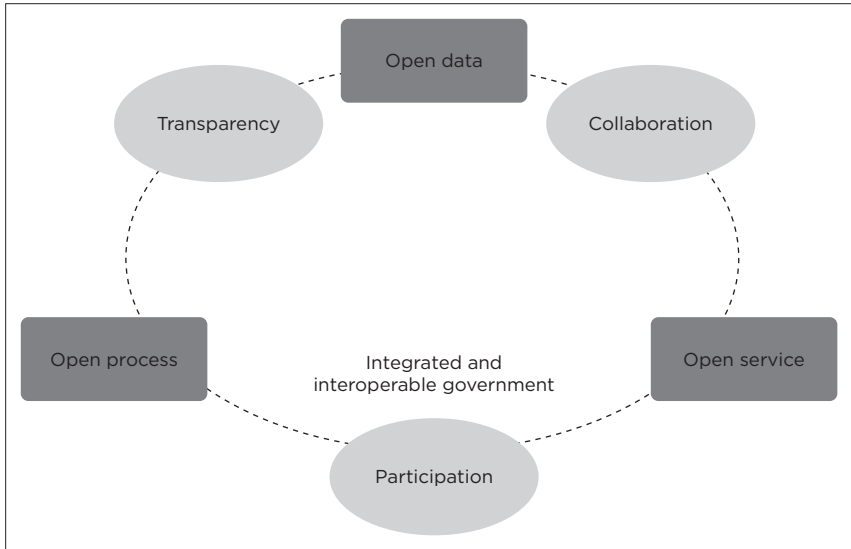 Open data
Transparency
Collaboration
Open process
Open service
Integrated and
interoperable government
Participation